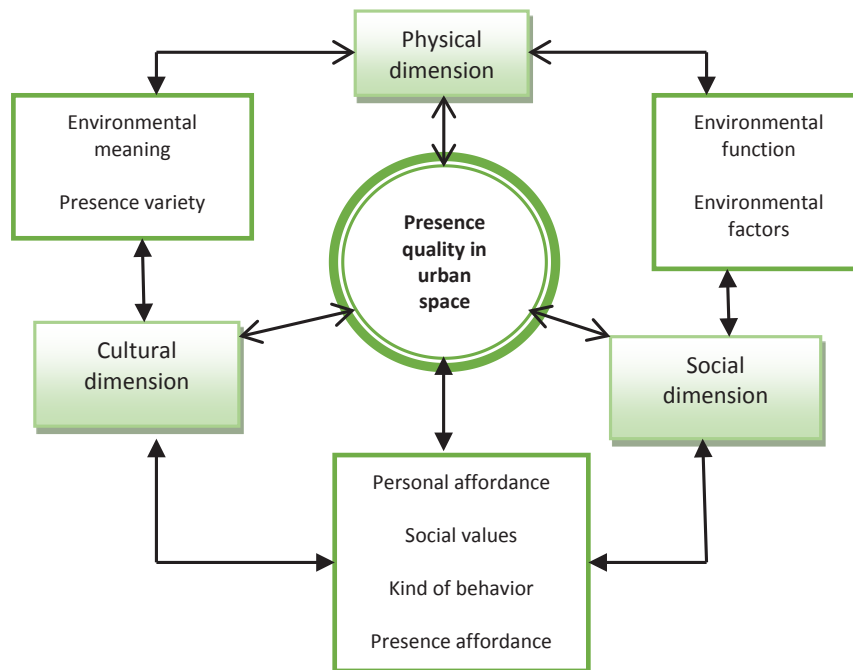 Physical
dimension
Environmental
meaning
Presence variety
Environmental
function
Environmental
factors
Presence
quality in
urban
space
Cultural
dimension
Social
dimension
Personal affordance
Social values
Kind of behavior
Presence affordance